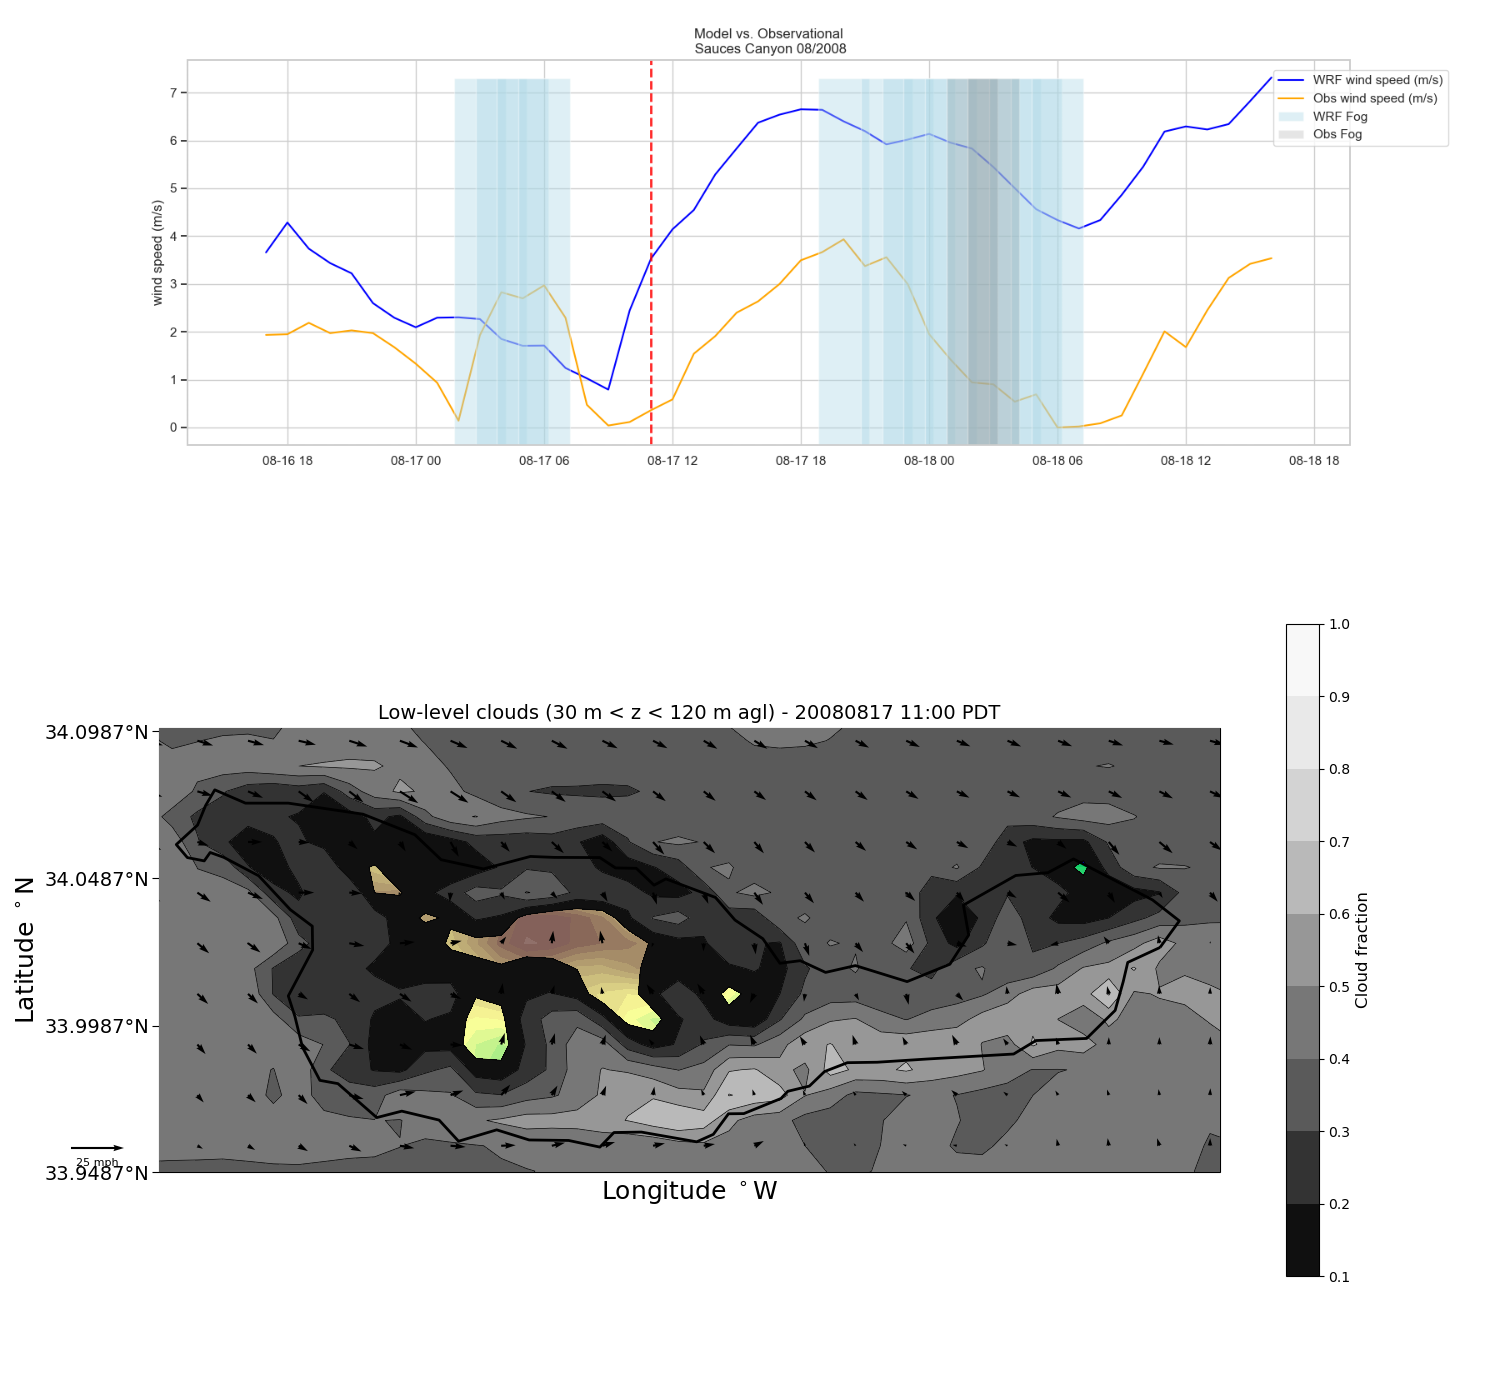 Model vs. Observational
Sauces Canyon 08/2008
WRF wind speed (m/s)
Obs wind speed (m/s)
WRF Fog
Obs Fog
wind speed (m/s)
7
6
5
4
3
2
1
0
08-16 18
08-17 00
08-17 06
08-17 12
08-17 18
08-18 00
08-18 06
08-18 12
08-18 18
Low-level clouds (30 m < z < 120 m agl) - 20080817 11:00 PDT
34.0987°N
34.0487°N
33.9987°N
33.9487°N
Latitude °N
25 mph
Longitude °W
1.0
0.9
0.8
0.7
0.6
0.5
0.4
0.3
0.2
0.1
Cloud fraction